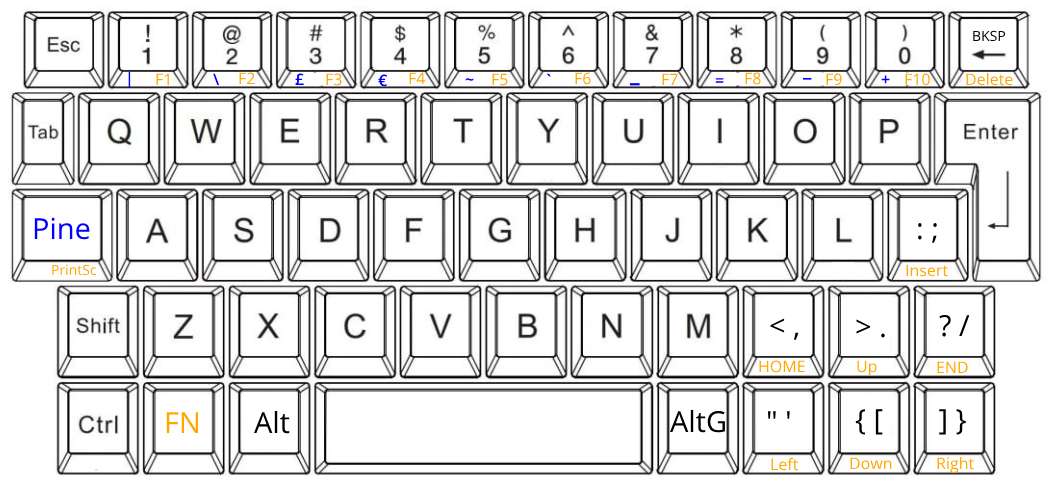 Esc ! @ # $ % ^ & * ( ) BKSP
1 2 3 4 5 6 7 8 9 0 ←
| F1 \ F2 £ F3 € F4 ~ F5 ` F6 _ F7 = F8 − F9 + F10 Delete
Tab Q W E R T Y U I O P Enter
Pine A S D F G H J K L : ;
PrintSc Insert
Shift Z X C V B N M < , > . ? /
HOME Up END
Ctrl FN Alt AltG " ' { [ ] }
Left Down Right